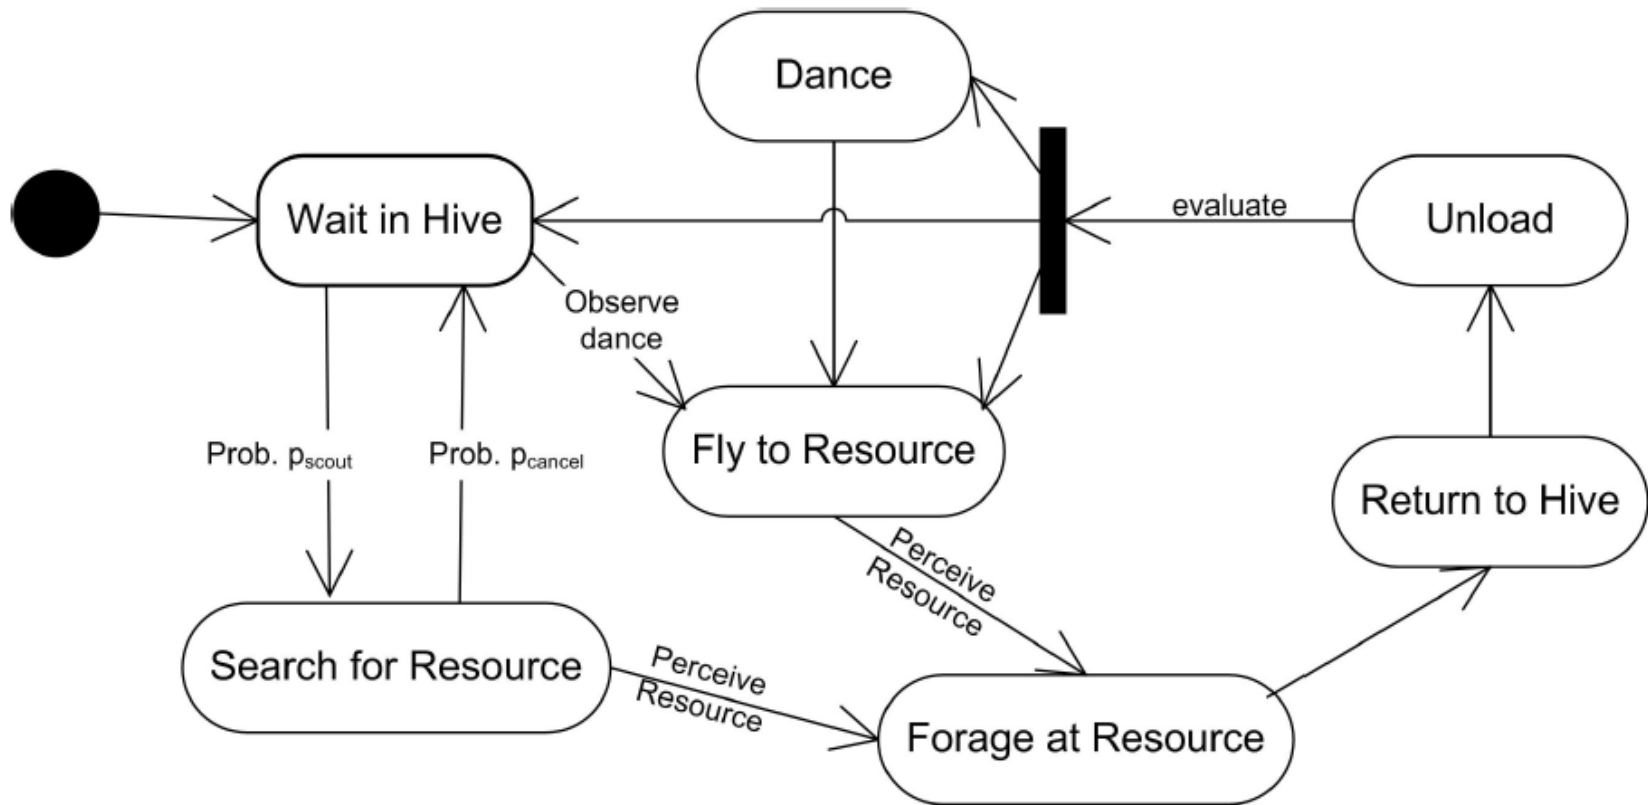 Dance
Wait in Hive
evaluate
Unload
Observe
dance
Prob. pscout
Prob. pcancel
Fly to Resource
Return to Hive
Perceive
Resource
Search for Resource
Perceive
Resource
Forage at Resource